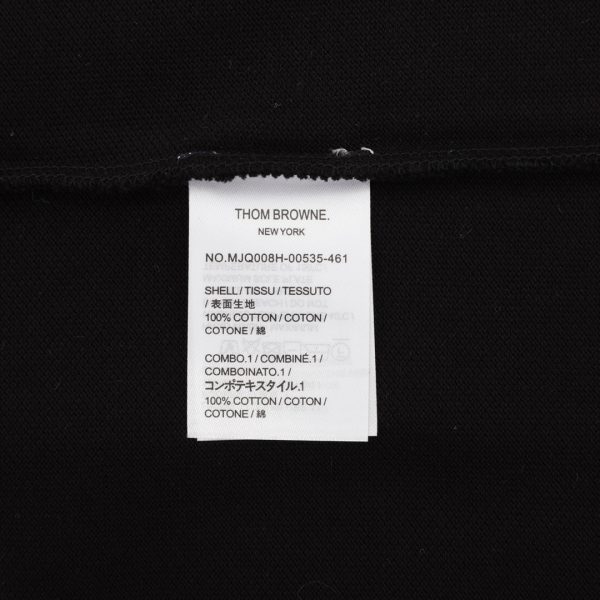 THOM BROWNE.
NEW YORK
NO.MJQ008H-00535-461
SHELL / TISSU / TESSUTO
/ 表面生地
100% COTTON / COTON /
COTONE / 綿
COMBO.1 / COMBINÉ.1 /
COMBOINATO.1 /
コンポテキスタイル.1
100% COTTON / COTON /
COTONE / 綿